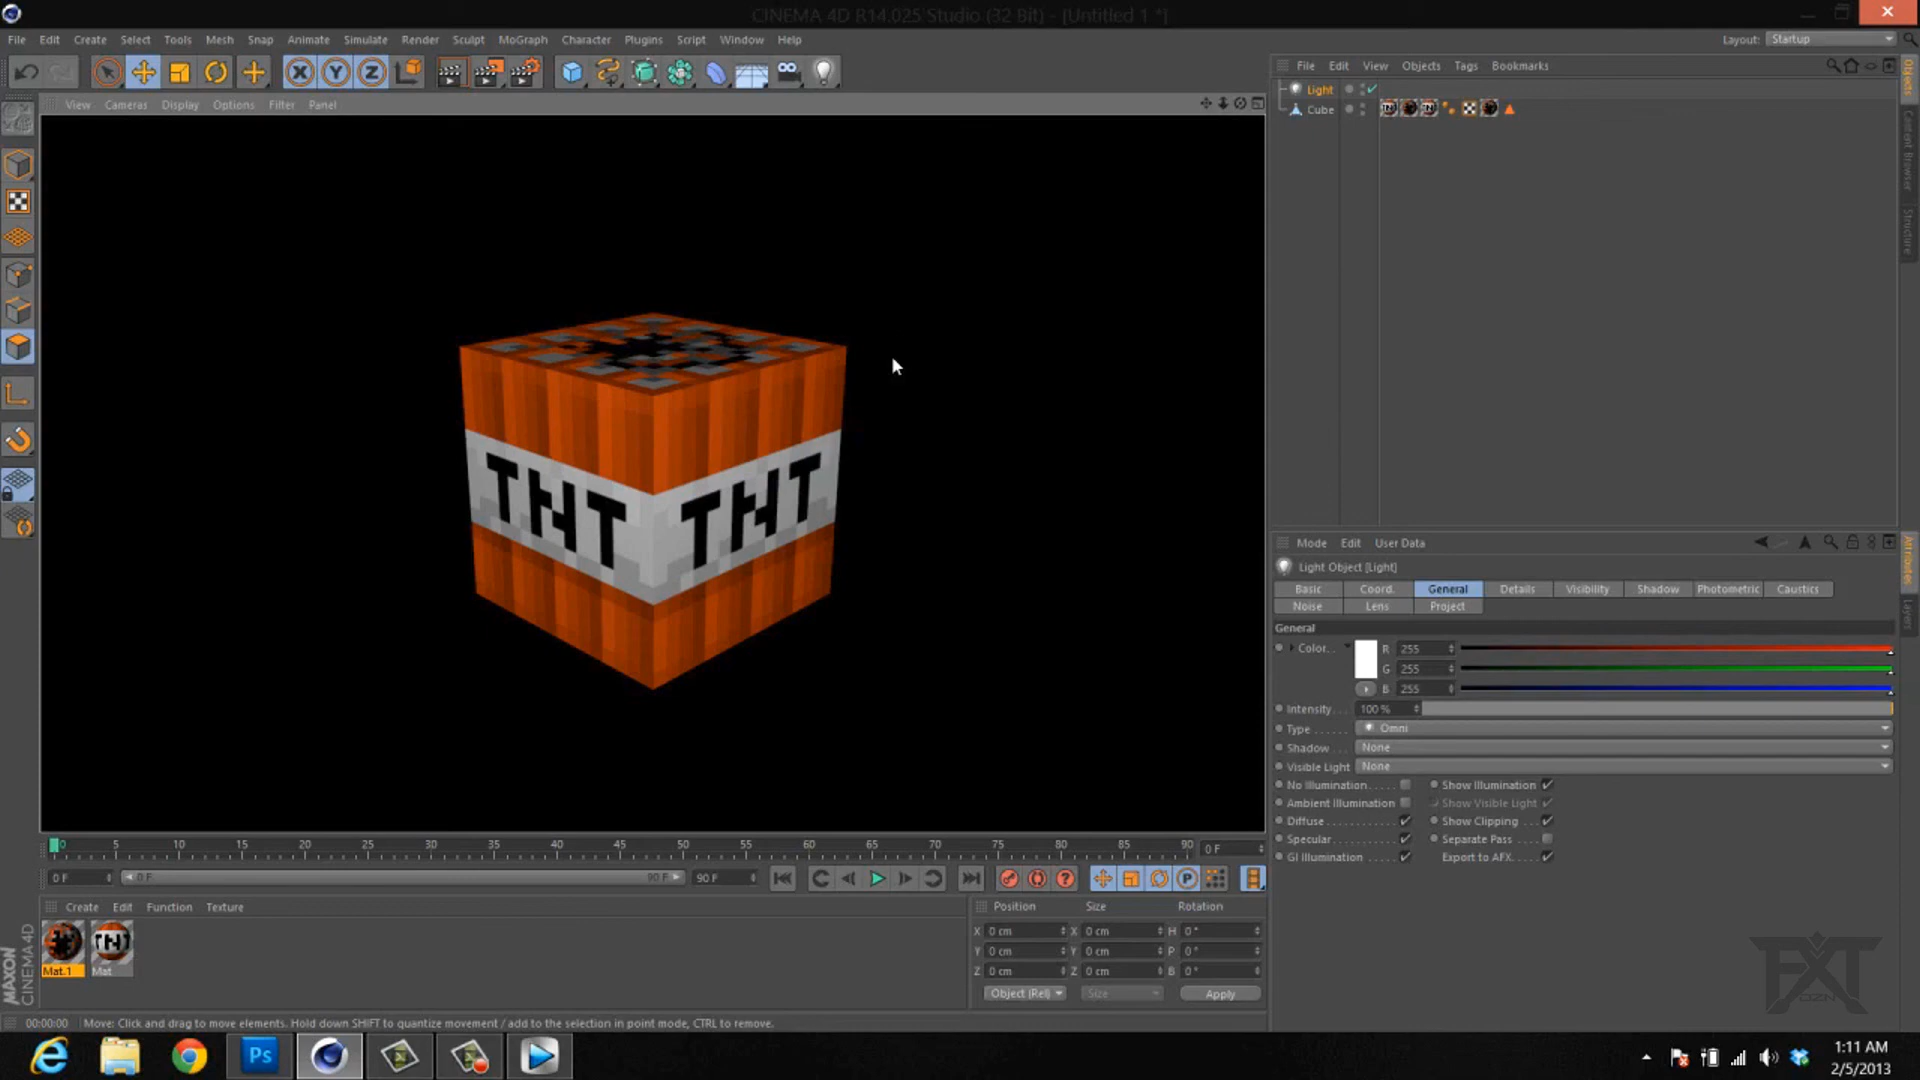 CINEMA 4D R14.025 Studio (32 Bit) - [Untitled 1 *]
File Edit Create Select Tools Mesh Snap Animate Simulate Render Sculpt MoGraph Character Plugins Script Window Help
Layout: Startup
X Y Z
File Edit View Objects Tags Bookmarks
View Cameras Display Options Filter Panel
Light
Cube
Objects
Content Browser
Structure
TNT TNT
Mode Edit User Data
Light Object [Light]
Basic Coord. General Details Visibility Shadow Photometric Caustics
Noise Lens Project
General
Color. . R 255
G 255
B 255
Intensity. . . 100 %
Type . . . . . . Omni
Shadow . . . None
Visible Light None
No Illumination. . . . . Show Illumination
Ambient Illumination Show Visible Light
Diffuse . . . . . . . . . . . . Show Clipping . . .
Specular. . . . . . . . . . . Separate Pass . .
GI Illumination . . . . . Export to AFX. . . .
Attributes
Layers
0 5 10 15 20 25 30 35 40 45 50 55 60 65 70 75 80 85 90 0 F
0 F 0 F 90 F 90 F
P
Create Edit Function Texture
Mat.1 Mat
Position Size Rotation
X 0 cm X 0 cm H 0 °
Y 0 cm Y 0 cm P 0 °
Z 0 cm Z 0 cm B 0 °
Object (Rel) Size Apply
MAXON
CINEMA 4D
00:00:00 Move: Click and drag to move elements. Hold down SHIFT to quantize movement / add to the selection in point mode, CTRL to remove.
Ps
1:11 AM
2/5/2013